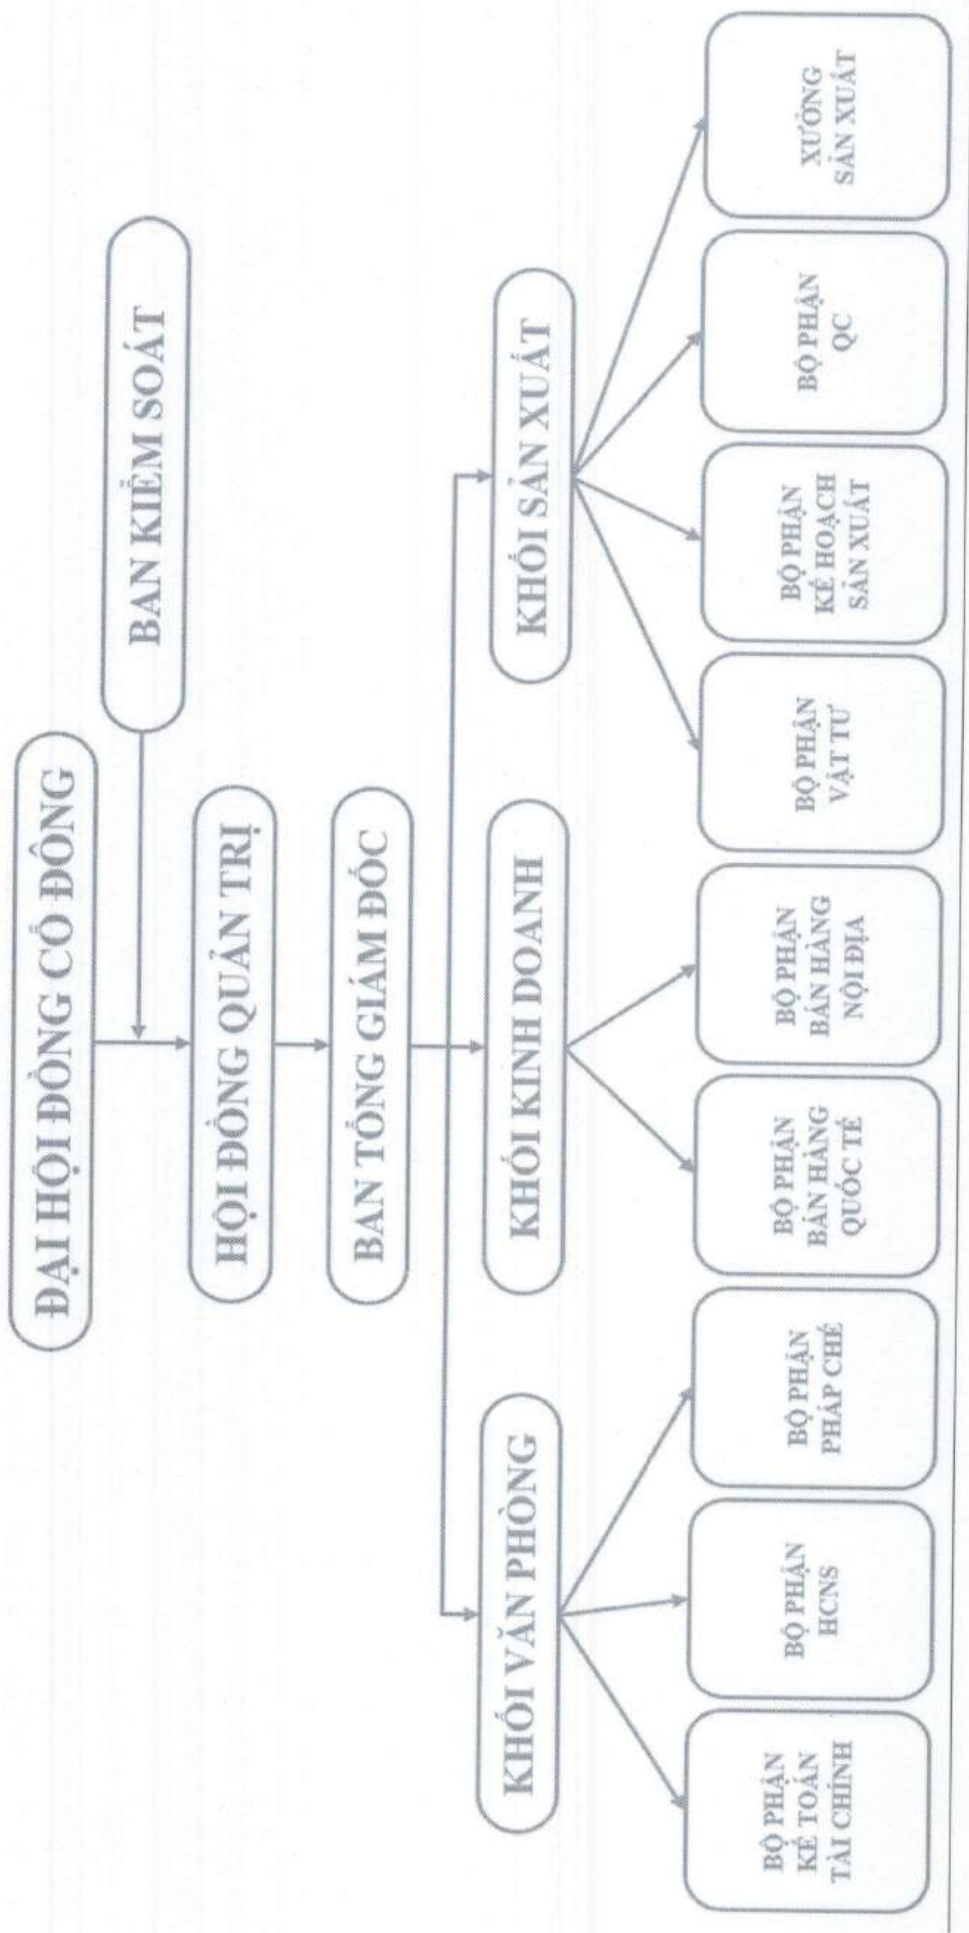 ĐẠI HỘI ĐỒNG CỔ ĐÔNG
BAN KIỂM SOÁT
HỘI ĐỒNG QUẢN TRỊ
BAN TỔNG GIÁM ĐỐC
KHỐI VĂN PHÒNG
KHỐI KINH DOANH
KHỐI SẢN XUẤT
BỘ PHẬN
KẾ TOÁN
TÀI CHÍNH
BỘ PHẬN
HCNS
BỘ PHẬN
PHÁP CHẾ
BỘ PHẬN
BÁN HÀNG
QUỐC TẾ
BỘ PHẬN
BÁN HÀNG
NỘI ĐỊA
BỘ PHẬN
VẬT TƯ
BỘ PHẬN
KẾ HOẠCH
SẢN XUẤT
BỘ PHẬN
QC
XƯỞNG
SẢN XUẤT